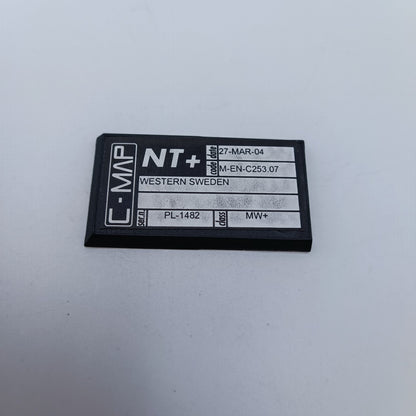 C-MAP
NT+
date 27-MAR-04
code M-EN-C253.07
WESTERN SWEDEN
ser.n PL-1482 class MW+